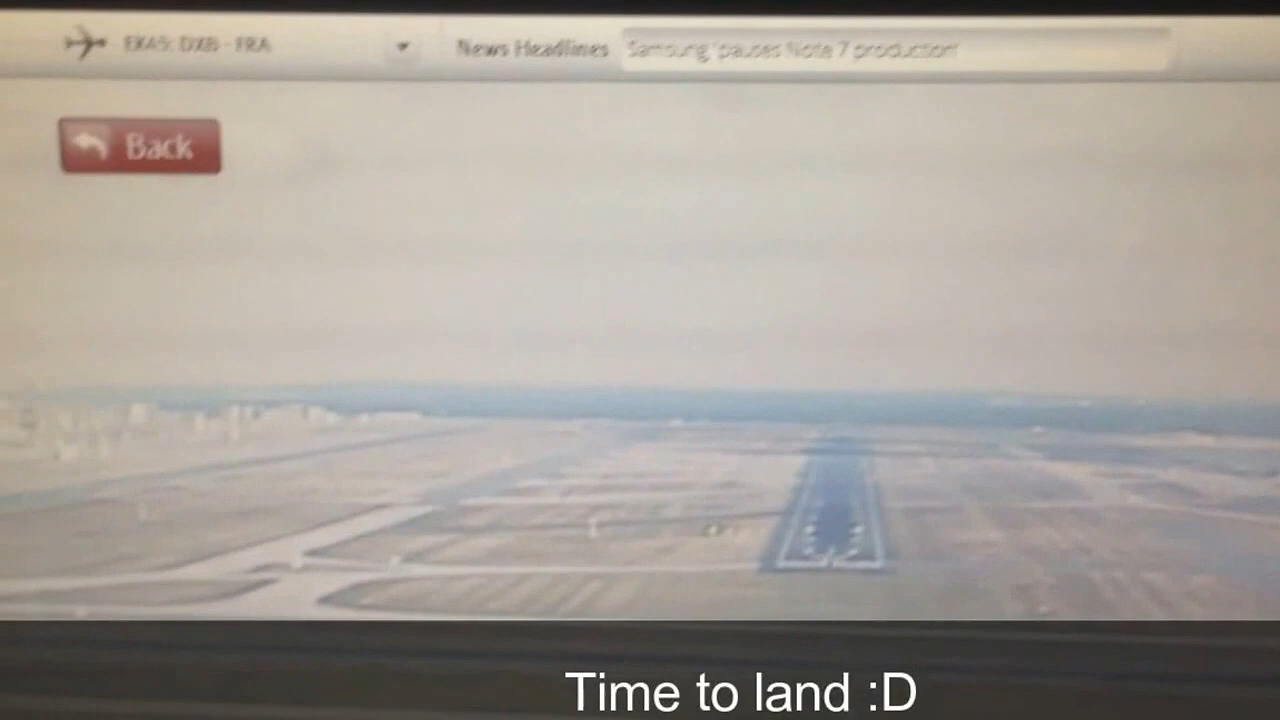 EK45: DXB - FRA
News Headlines
Samsung 'pauses Note 7 production'
Back
Time to land :D